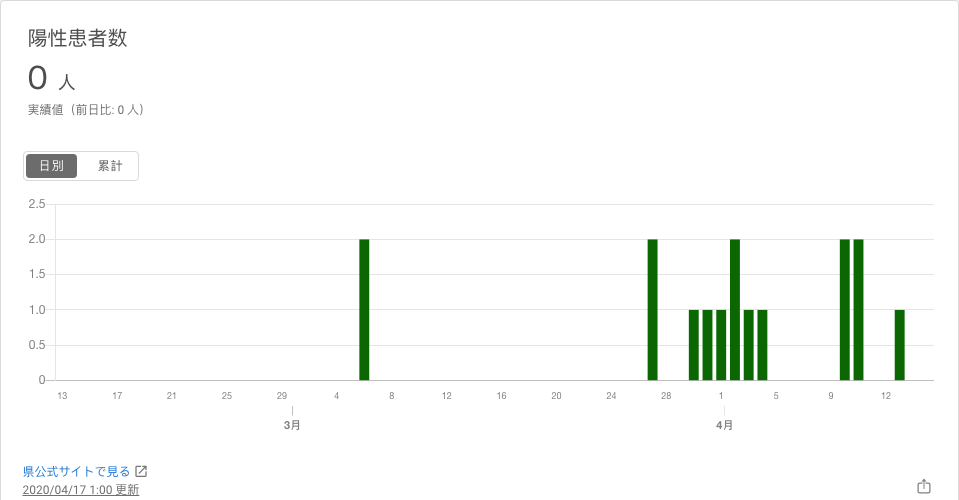 陽性患者数
0 人
実績値（前日比: 0 人）
日別 累計
2.5
2.0
1.5
1.0
0.5
0
13 17 21 25 29 4 8 12 16 20 24 28 1 5 9 12
3月 4月
県公式サイトで見る
2020/04/17 1:00 更新